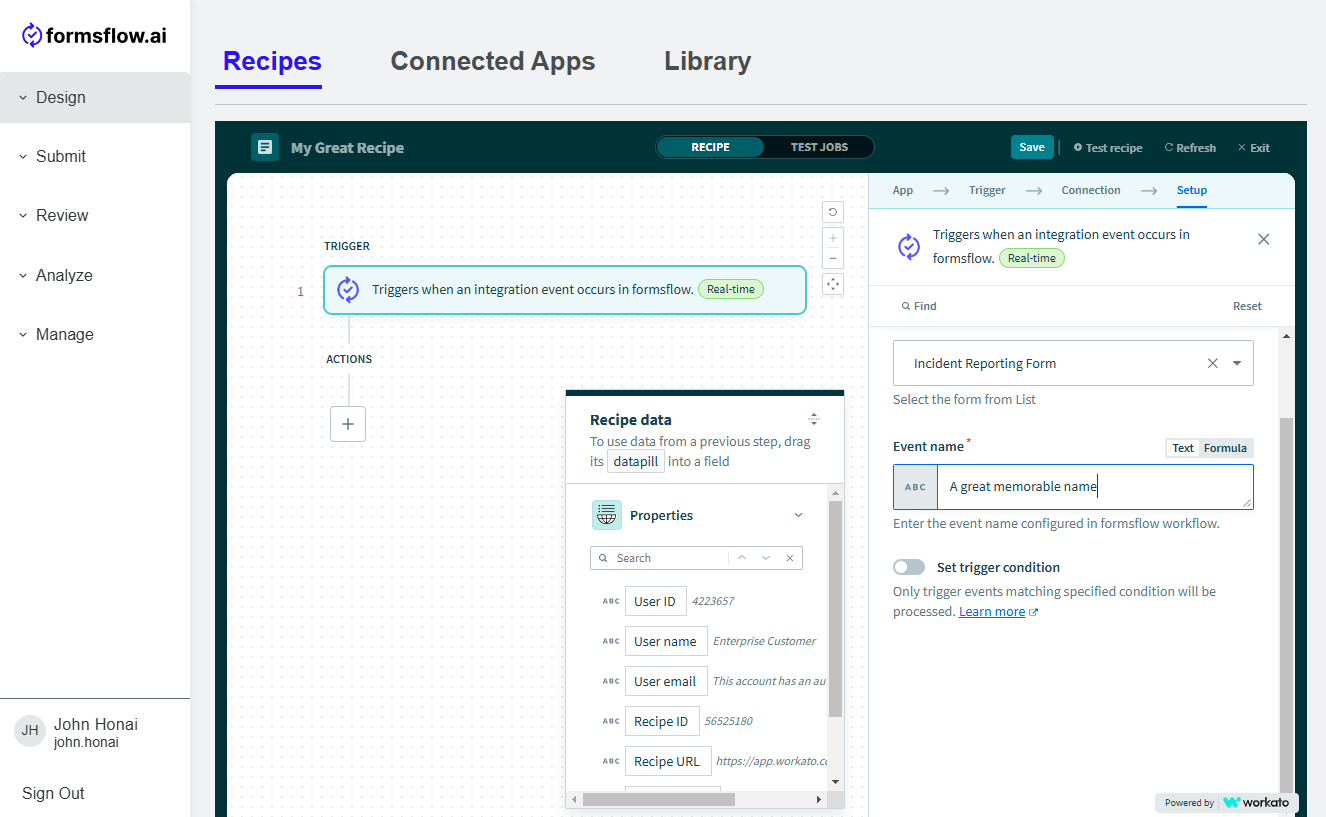 formsflow.ai
Design
Submit
Review
Analyze
Manage
JH
John Honai
john.honai
Sign Out
Recipes
Connected Apps
Library
My Great Recipe
RECIPE
TEST JOBS
Save
Test recipe
Refresh
Exit
TRIGGER
1
Triggers when an integration event occurs in formsflow. Real-time
ACTIONS
Recipe data
To use data from a previous step, drag
its datapill into a field
Properties
Search
ABC User ID 4223657
ABC User name Enterprise Customer
ABC User email This account has an au
ABC Recipe ID 56525180
ABC Recipe URL https://app.workato.co
App
Trigger
Connection
Setup
Triggers when an integration event occurs in
formsflow. Real-time
Find
Reset
Incident Reporting Form
Select the form from List
Event name*
Text Formula
ABC A great memorable name
Enter the event name configured in formsflow workflow.
Set trigger condition
Only trigger events matching specified condition will be
processed. Learn more
Powered by workato